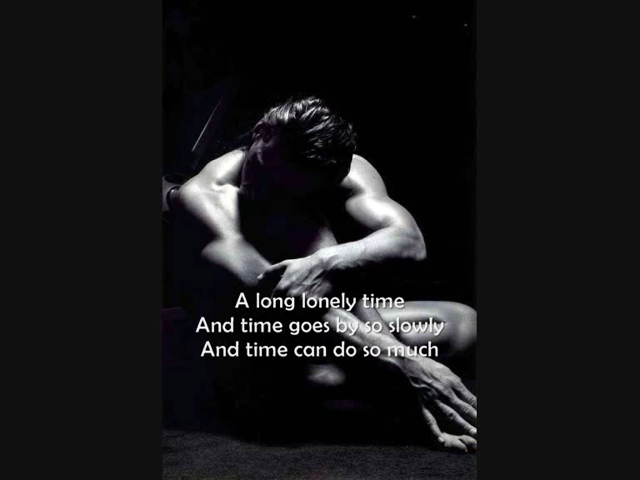 A long lonely time
And time goes by so slowly
And time can do so much